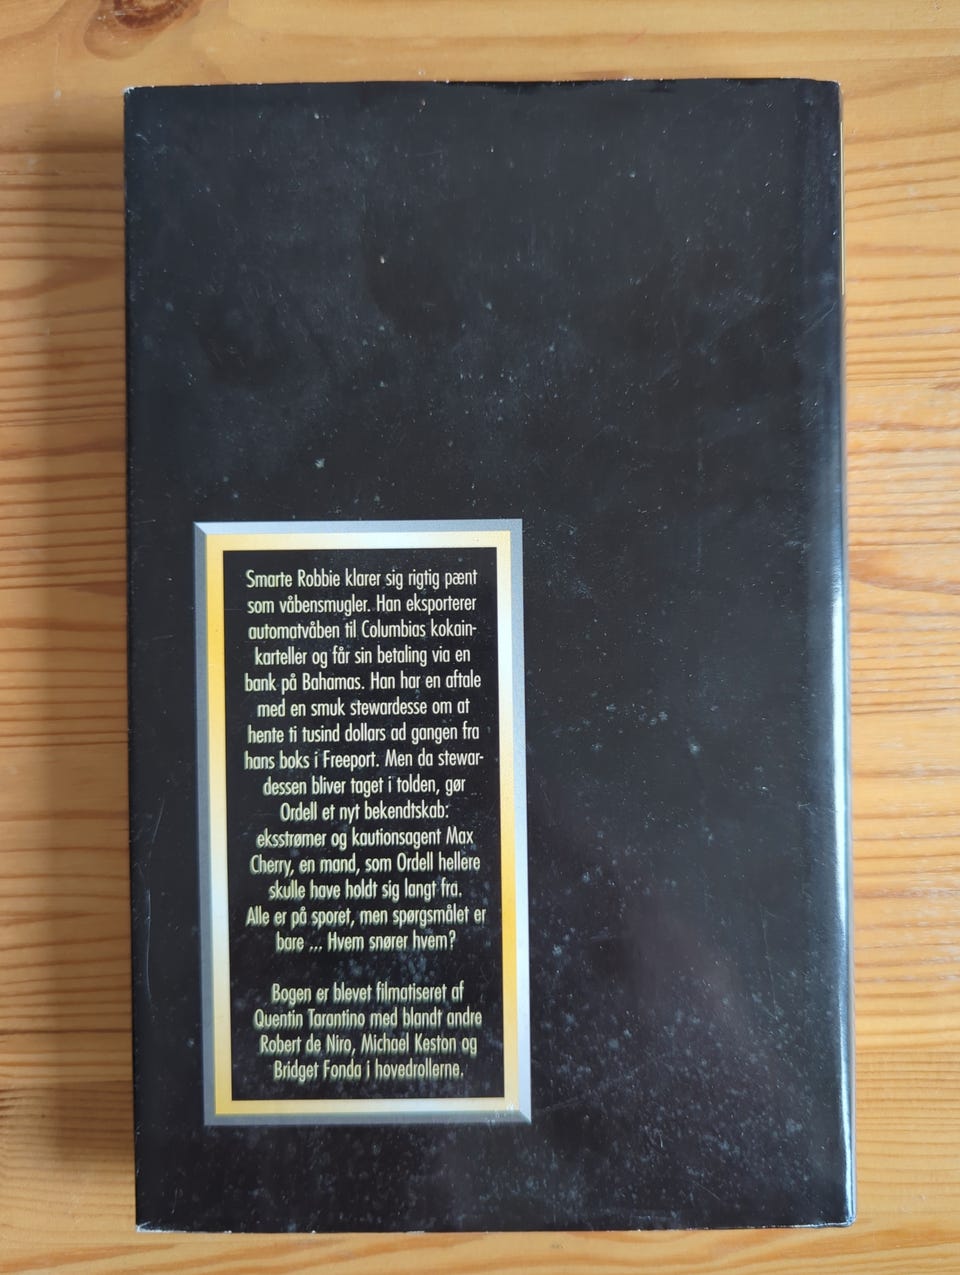 Smarte Robbie klarer sig rigtig pænt
som våbensmugler. Han eksporterer
automatvåben til Columbias kokain-
karteller og får sin betaling via en
bank på Bahamas. Han har en aftale
med en smuk stewardesse om at
hente ti tusind dollars ad gangen fra
hans boks i Freeport. Men da stewar-
dessen bliver taget i tolden, gør
Ordell et nyt bekendtskab:
eksstrømer og kautionsagent Max
Cherry, en mand, som Ordell hellere
skulle have holdt sig langt fra.
Alle er på sporet, men spørgsmålet er
bare ... Hvem snører hvem?
Bogen er blevet filmatiseret af
Quentin Tarantino med blandt andre
Robert de Niro, Michael Keston og
Bridget Fonda i hovedrollerne.